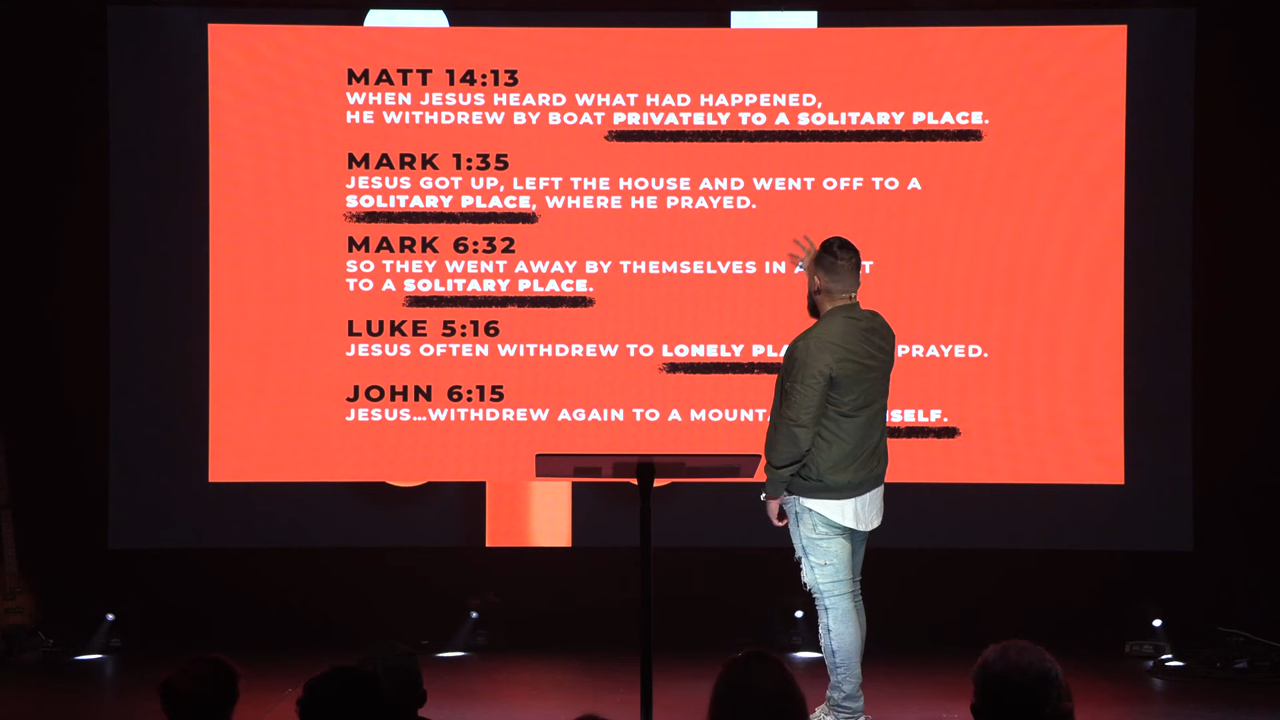 MATT 14:13
WHEN JESUS HEARD WHAT HAD HAPPENED,
HE WITHDREW BY BOAT PRIVATELY TO A SOLITARY PLACE.
MARK 1:35
JESUS GOT UP, LEFT THE HOUSE AND WENT OFF TO A
SOLITARY PLACE, WHERE HE PRAYED.
MARK 6:32
SO THEY WENT AWAY BY THEMSELVES IN
TO A SOLITARY PLACE.
LUKE 5:16
JESUS OFTEN WITHDREW TO LONELY PRAYED.
JOHN 6:15
JESUS...WITHDREW AGAIN TO A